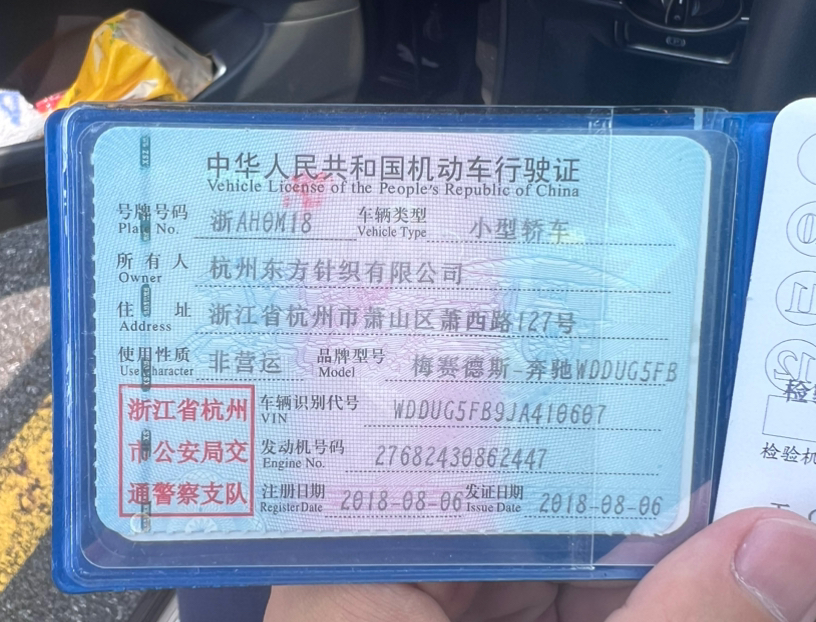 中华人民共和国机动车行驶证
Vehicle License of the People's Republic of China
号牌号码 浙AH0M18 车辆类型 小型轿车
Plate No. Vehicle Type
所有人 杭州东方针织有限公司
Owner
住址 浙江省杭州市萧山区萧西路127号
Address
使用性质 非营运 品牌型号 梅赛德斯-奔驰WDDUG5FB
Use Character Model
浙江省杭州
市公安局交
通警察支队
车辆识别代号 WDDUG5FB9JA410607
VIN
发动机号码 27682430862447
Engine No.
注册日期 2018-08-06 发证日期 2018-08-06
Register Date Issue Date
检验机